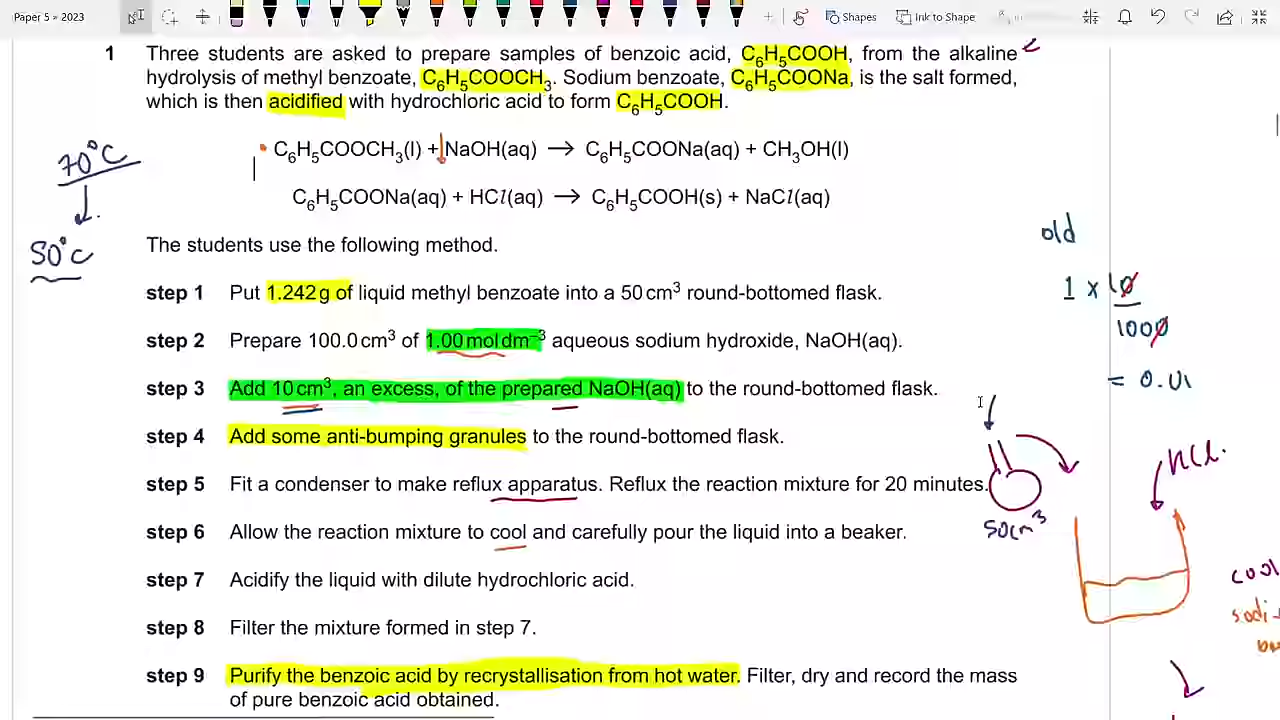 Paper 5 » 2023
Shapes
Ink to Shape
1 Three students are asked to prepare samples of benzoic acid, C₆H₅COOH, from the alkaline
hydrolysis of methyl benzoate, C₆H₅COOCH₃. Sodium benzoate, C₆H₅COONa, is the salt formed,
which is then acidified with hydrochloric acid to form C₆H₅COOH.
C₆H₅COOCH₃(l) + NaOH(aq) → C₆H₅COONa(aq) + CH₃OH(l)
70°C
C₆H₅COONa(aq) + HCl(aq) → C₆H₅COOH(s) + NaCl(aq)
50°C
The students use the following method.
old
step 1 Put 1.242 g of liquid methyl benzoate into a 50 cm³ round-bottomed flask.
1 x 10
1000
step 2 Prepare 100.0 cm³ of 1.00 mol dm⁻³ aqueous sodium hydroxide, NaOH(aq).
step 3 Add 10 cm³, an excess, of the prepared NaOH(aq) to the round-bottomed flask.
= 0.01
step 4 Add some anti-bumping granules to the round-bottomed flask.
HCl.
step 5 Fit a condenser to make reflux apparatus. Reflux the reaction mixture for 20 minutes.
50cm³
step 6 Allow the reaction mixture to cool and carefully pour the liquid into a beaker.
step 7 Acidify the liquid with dilute hydrochloric acid.
cool
sodi
step 8 Filter the mixture formed in step 7.
step 9 Purify the benzoic acid by recrystallisation from hot water. Filter, dry and record the mass
of pure benzoic acid obtained.